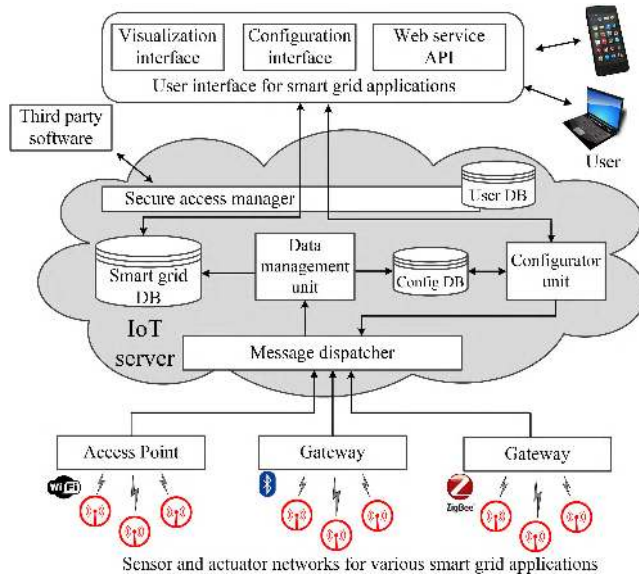 Visualization
interface
Configuration
interface
Web service
API
User interface for smart grid applications
Third party
software
User
Secure access manager
User DB
Smart grid
DB
Data
management
unit
Config DB
Configurator
unit
IoT
server
Message dispatcher
Access Point
Gateway
Gateway
WiFi
ZigBee
Sensor and actuator networks for various smart grid applications